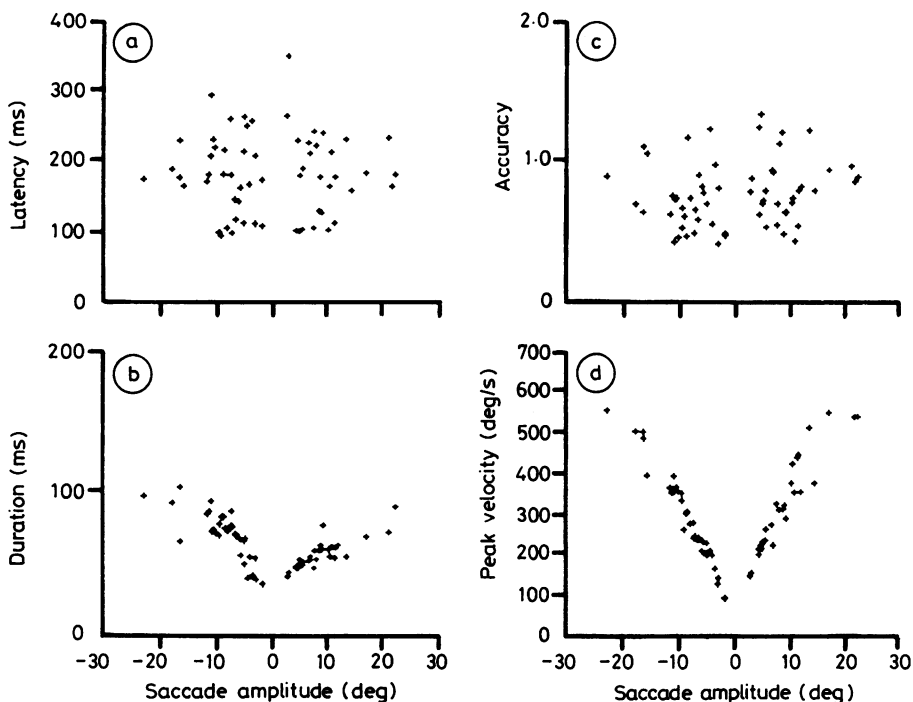 400
300
200
100
0
Latency (ms)
a
2.0
1.0
0
Accuracy
c
200
100
0
Duration (ms)
b
-30 -20 -10 0 10 20 30
Saccade amplitude (deg)
700
600
500
400
300
200
100
0
Peak velocity (deg/s)
d
-30 -20 -10 0 10 20 30
Saccade amplitude (deg)